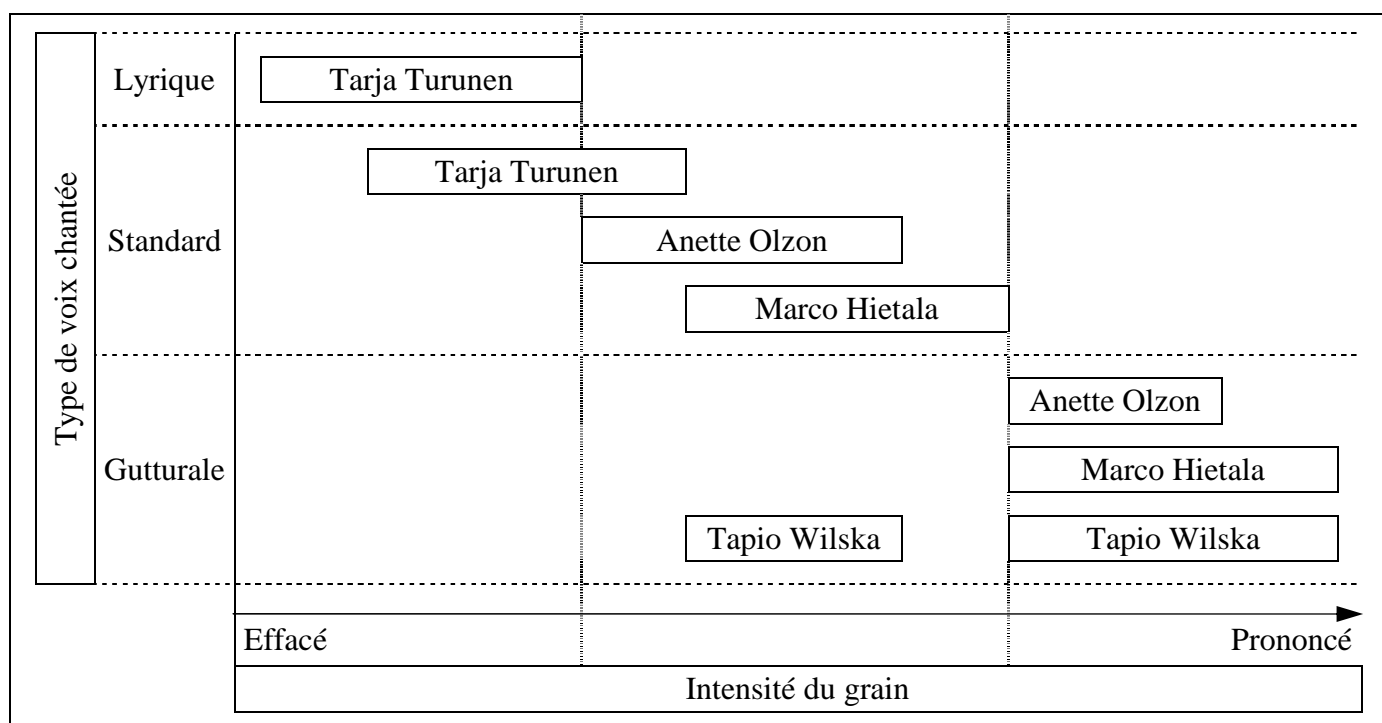 Type de voix chantée
Lyrique
Tarja Turunen
Standard
Tarja Turunen
Anette Olzon
Marco Hietala
Gutturale
Anette Olzon
Marco Hietala
Tapio Wilska
Tapio Wilska
Effacé
Prononcé
Intensité du grain